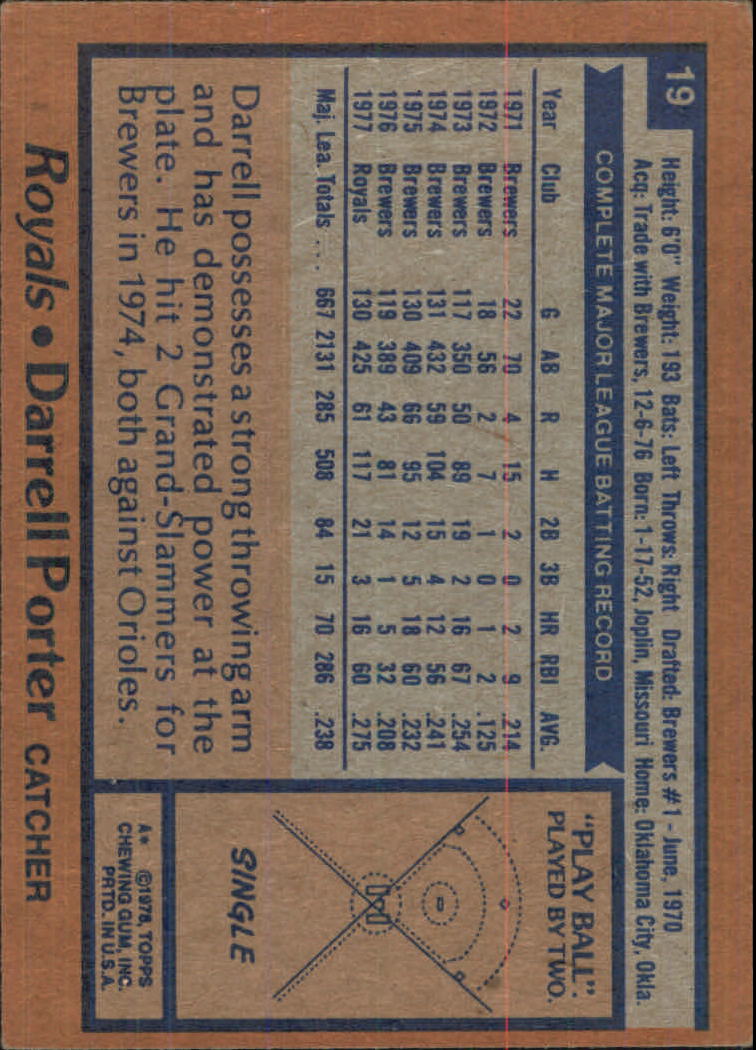 19
Height: 6'0" Weight: 193 Bats: Left Throws: Right Drafted: Brewers #1 - June, 1970
Acq: Trade with Brewers, 12-6-76 Born: 1-17-52, Joplin, Missouri Home: Oklahoma City, Okla.
COMPLETE MAJOR LEAGUE BATTING RECORD
Year Club G AB R H 2B 3B HR RBI AVG.
1971 Brewers 22 70 4 15 2 0 2 9 .214
1972 Brewers 18 56 2 7 1 0 1 2 .125
1973 Brewers 117 350 50 89 19 2 16 67 .254
1974 Brewers 131 432 59 104 15 4 12 56 .241
1975 Brewers 130 409 66 95 12 5 18 60 .232
1976 Brewers 119 389 43 81 14 1 5 32 .208
1977 Royals 130 425 61 117 21 3 16 60 .275
Maj. Lea. Totals ... 667 2131 285 508 84 15 70 286 .238
Darrell possesses a strong throwing arm
and has demonstrated power at the
plate. He hit 2 Grand-Slammers for
Brewers in 1974, both against Orioles.
"PLAY BALL"
PLAYED BY TWO.
SINGLE
A* ©1978, TOPPS
CHEWING GUM, INC.
PRTD. IN U.S.A.
Royals • Darrell Porter CATCHER